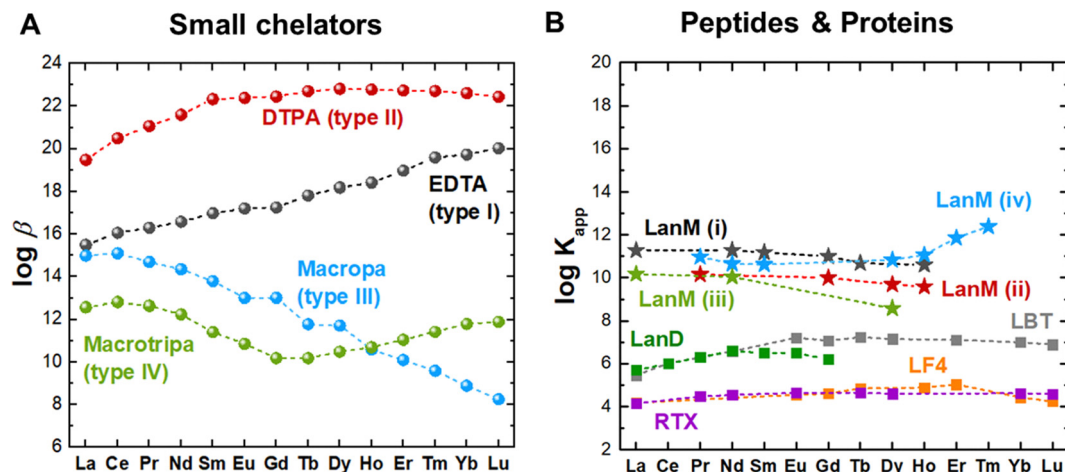 A Small chelators
log β
24
22
20
18
16
14
12
10
8
6
DTPA (type II)
EDTA
(type I)
Macropa
(type III)
Macrotripa
(type IV)
La Ce Pr Nd Sm Eu Gd Tb Dy Ho Er Tm Yb Lu
B Peptides & Proteins
log Kapp
20
18
16
14
12
10
8
6
4
2
LanM (iv)
LanM (i)
LanM (iii)
LanM (ii)
LBT
LanD
LF4
RTX
La Ce Pr Nd Sm Eu Gd Tb Dy Ho Er Tm Yb Lu